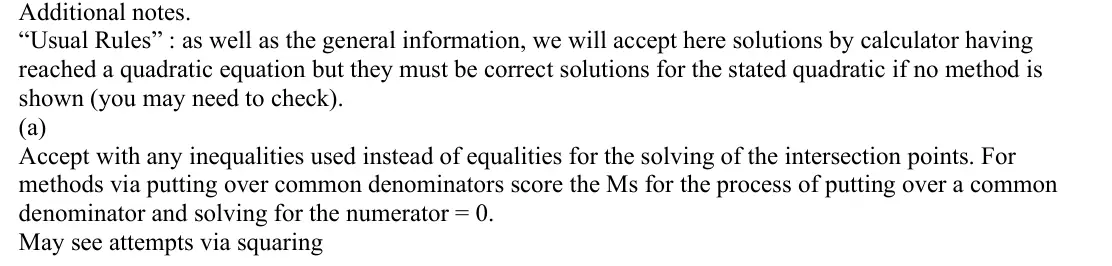 Additional notes.
“Usual Rules” : as well as the general information, we will accept here solutions by calculator having
reached a quadratic equation but they must be correct solutions for the stated quadratic if no method is
shown (you may need to check).
(a)
Accept with any inequalities used instead of equalities for the solving of the intersection points. For
methods via putting over common denominators score the Ms for the process of putting over a common
denominator and solving for the numerator = 0.
May see attempts via squaring